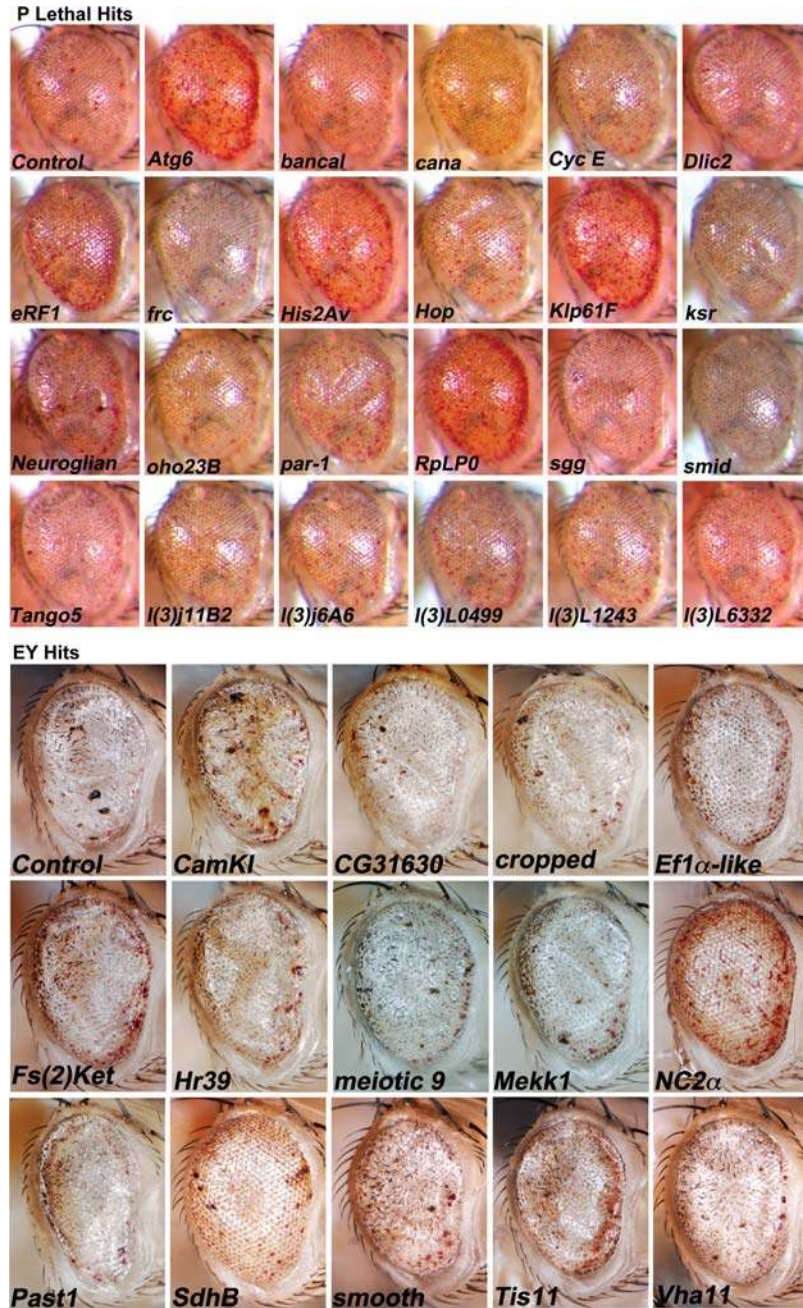 P Lethal Hits
Control Atg6 bancal cana Cyc E Dlic2
eRF1 frc His2Av Hop Klp61F ksr
Neuroglian oho23B par-1 RpLP0 sgg smid
Tango5 l(3)j11B2 l(3)j6A6 l(3)L0499 l(3)L1243 l(3)L6332
EY Hits
Control CamKI CG31630 cropped Ef1α-like
Fs(2)Ket Hr39 meiotic 9 Mekk1 NC2α
Past1 SdhB smooth Tis11 Vha11